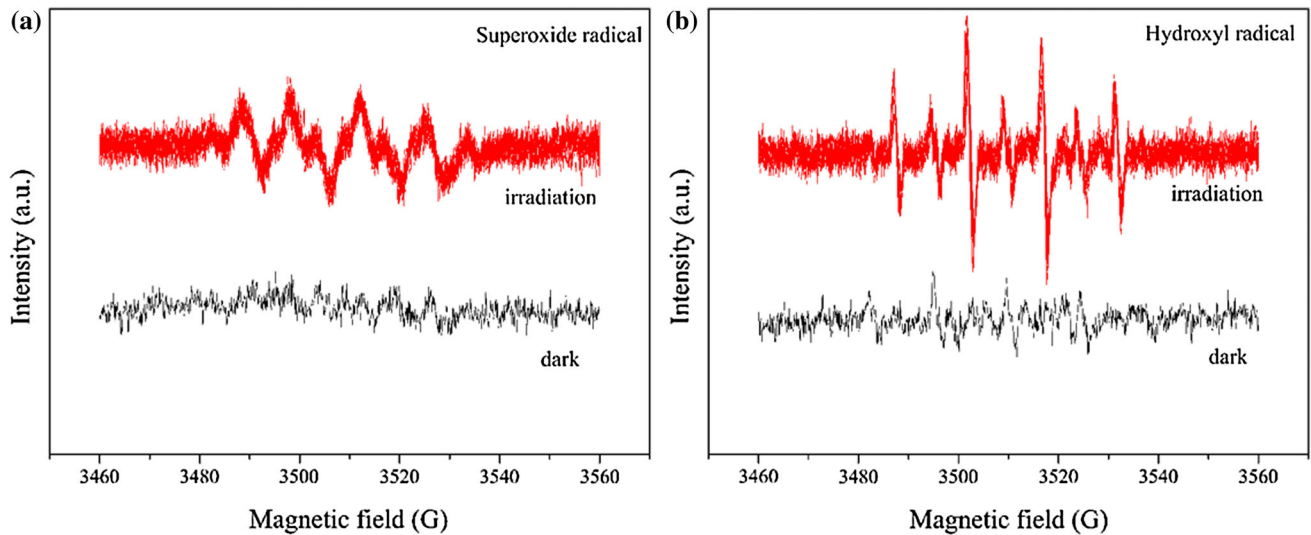 (a)
Superoxide radical
irradiation
dark
Intensity (a.u.)
3460 3480 3500 3520 3540 3560
Magnetic field (G)
(b)
Hydroxyl radical
irradiation
dark
Intensity (a.u.)
3460 3480 3500 3520 3540 3560
Magnetic field (G)